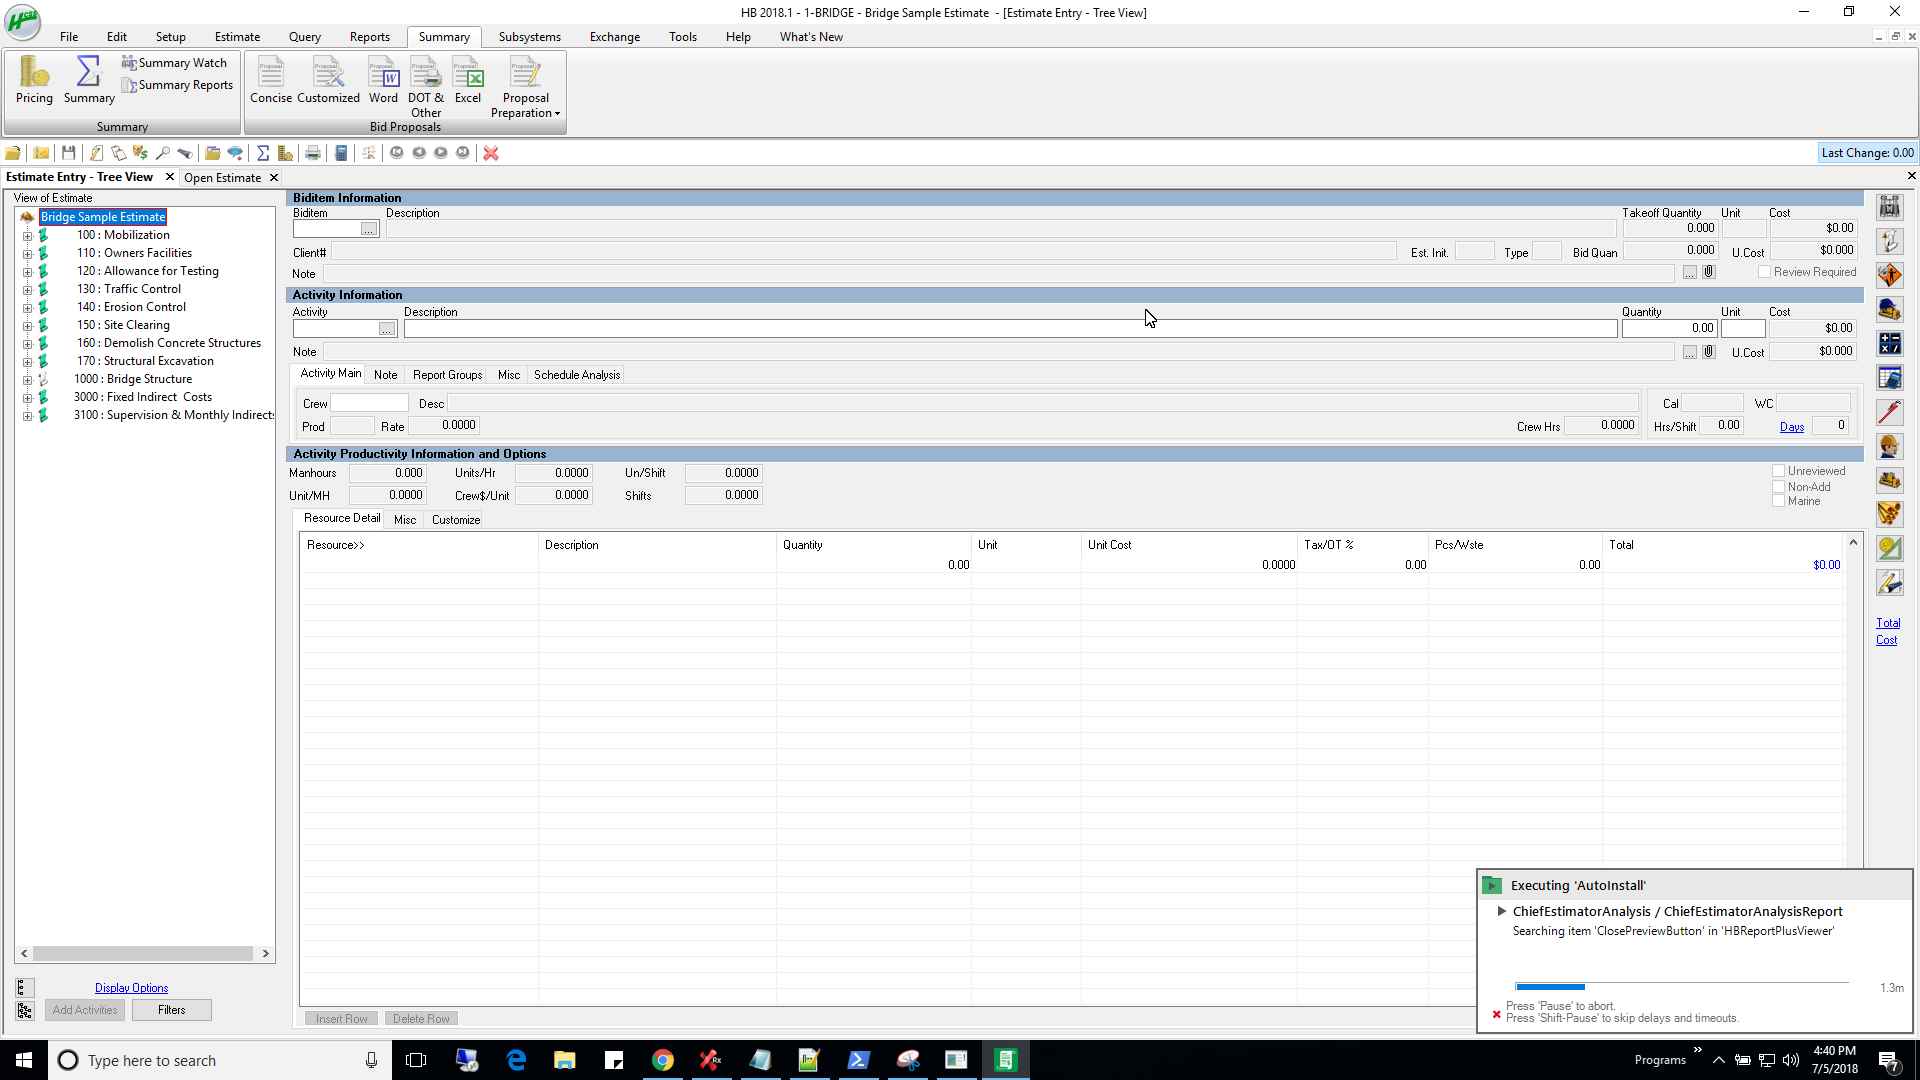 HB 2018.1 - 1-BRIDGE - Bridge Sample Estimate - [Estimate Entry - Tree View]
File Edit Setup Estimate Query Reports Summary Subsystems Exchange Tools Help What's New
Pricing Summary Summary Watch Summary Reports Concise Customized Word DOT & Other Excel Proposal Preparation
Summary Bid Proposals
Last Change: 0.00
Estimate Entry - Tree View Open Estimate
View of Estimate
Bridge Sample Estimate
100 : Mobilization
110 : Owners Facilities
120 : Allowance for Testing
130 : Traffic Control
140 : Erosion Control
150 : Site Clearing
160 : Demolish Concrete Structures
170 : Structural Excavation
1000 : Bridge Structure
3000 : Fixed Indirect Costs
3100 : Supervision & Monthly Indirects
Display Options
Add Activities Filters
Biditem Information
Biditem Description Takeoff Quantity Unit Cost
... 0.000 $0.00
Client# Est. Init. Type Bid Quan 0.000 U.Cost $0.000
Note ... Review Required
Activity Information
Activity Description Quantity Unit Cost
... 0.00 $0.00
Note ... U.Cost $0.000
Activity Main Note Report Groups Misc Schedule Analysis
Crew Desc Cal WC
Prod Rate 0.0000 Crew Hrs 0.0000 Hrs/Shift 0.00 Days 0
Activity Productivity Information and Options
Manhours 0.000 Units/Hr 0.0000 Un/Shift 0.0000 Unreviewed
Non-Add
Unit/MH 0.0000 Crew$/Unit 0.0000 Shifts 0.0000 Marine
Resource Detail Misc Customize
Resource>> Description Quantity Unit Unit Cost Tax/OT % Pcs/Wste Total
0.00 0.0000 0.00 0.00 $0.00
Total
Cost
Insert Row Delete Row
Executing 'AutoInstall'
ChiefEstimatorAnalysis / ChiefEstimatorAnalysisReport
Searching item 'ClosePreviewButton' in 'HBReportPlusViewer'
1.3m
Press 'Pause' to abort.
Press 'Shift-Pause' to skip delays and timeouts.
Type here to search
Programs
4:40 PM
7/5/2018
7